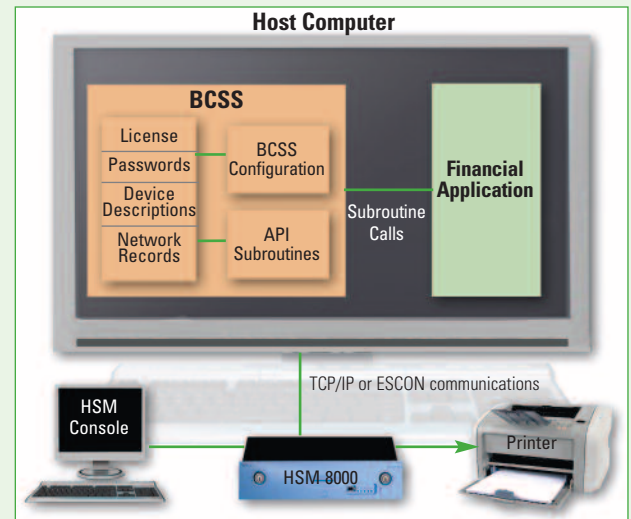 Host Computer
BCSS
License
Passwords
Device
Descriptions
Network
Records
BCSS
Configuration
API
Subroutines
Subroutine
Calls
Financial
Application
TCP/IP or ESCON communications
HSM
Console
HSM 8000
Printer